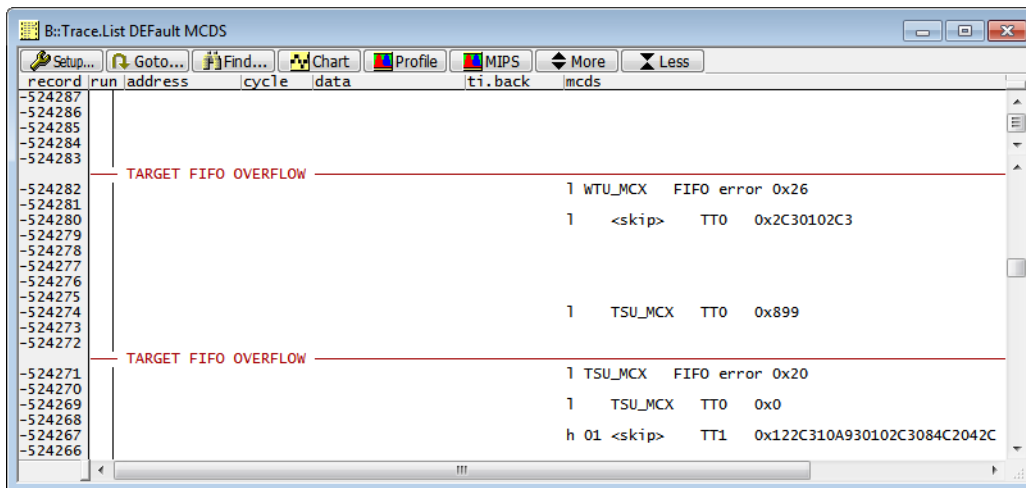 B::Trace.List DEFault MCDS
Setup... Goto... Find... Chart Profile MIPS More Less
record run address cycle data ti.back mcds
-524287
-524286
-524285
-524284
-524283
TARGET FIFO OVERFLOW
-524282 l WTU_MCX FIFO error 0x26
-524281
-524280 l <skip> TT0 0x2C30102C3
-524279
-524278
-524277
-524276
-524275
-524274 l TSU_MCX TT0 0x899
-524273
-524272
TARGET FIFO OVERFLOW
-524271 l TSU_MCX FIFO error 0x20
-524270
-524269 l TSU_MCX TT0 0x0
-524268
-524267 h 01 <skip> TT1 0x122C310A930102C3084C2042C
-524266